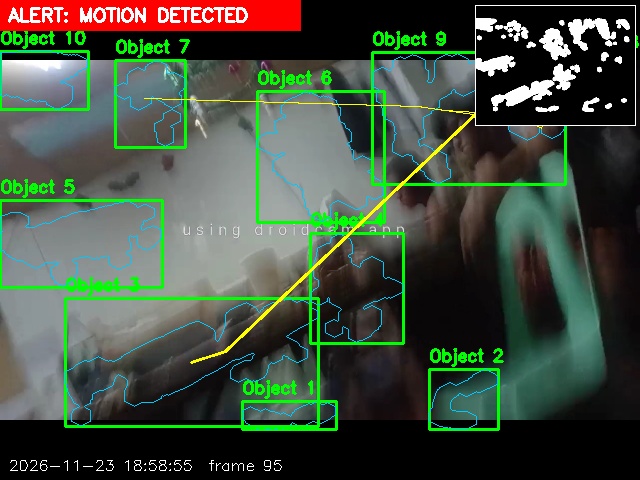 ALERT: MOTION DETECTED
Object 10
Object 7
Object 9
Object 6
Object 5
Object 4
using droidcam app
Object 3
Object 1
Object 2
2026-11-23 18:58:55 frame 95